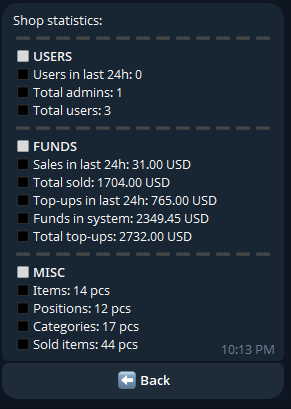 Shop statistics:
USERS
Users in last 24h: 0
Total admins: 1
Total users: 3
FUNDS
Sales in last 24h: 31.00 USD
Total sold: 1704.00 USD
Top-ups in last 24h: 765.00 USD
Funds in system: 2349.45 USD
Total top-ups: 2732.00 USD
MISC
Items: 14 pcs
Positions: 12 pcs
Categories: 17 pcs
Sold items: 44 pcs
10:13 PM
Back